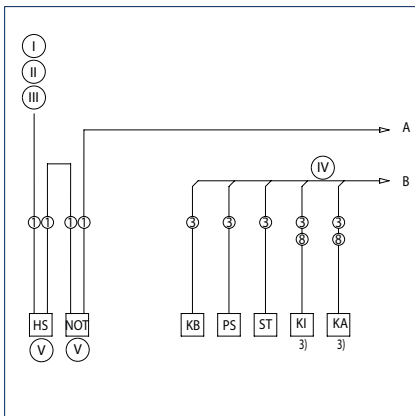 I
II
III
A
IV
B
1 1 1 1 3 3 3 3 3
8 8
HS NOT KB PS ST KI KA
V V 3) 3)